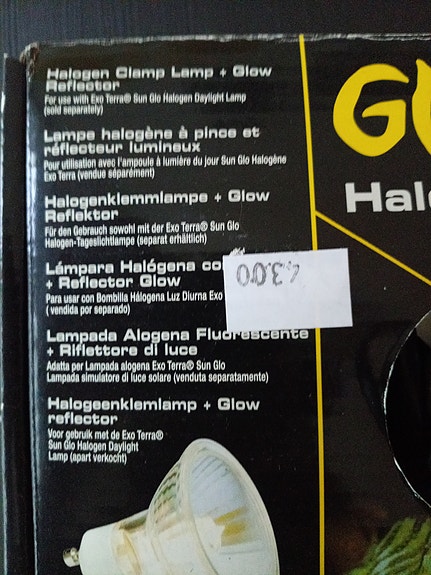 Halogen Clamp Lamp + Glow
Reflector
For use with Exo Terra® Sun Glo Halogen Daylight Lamp
(sold separately)
Lampe halogène à pince et
réflecteur lumineux
Pour utilisation avec l'ampoule à lumière du jour Sun Glo Halogène
Exo Terra (vendue séparément)
Halogenklemmlampe + Glow
Reflektor
Für den Gebrauch sowohl mit der Exo Terra® Sun Glo
Halogen-Tageslichtlampe (separat erhältlich)
Lámpara Halógena
+ Reflector Glow
Para usar con Bombilla Hálogena Luz Diurna Exo
( vendida por separado)
43.00
Lampada Alogena Fluorescente
+ Riflettore di luce
Adatta per Lampada alogena Exo Terra® Sun Glo
Lampada simulatore di luce solare (venduta separatamente)
Halogeenklemlamp + Glow
reflector
Voor gebruik met de Exo Terra®
Sun Glo Halogen Daylight
Lamp (apart verkocht)
G
Hal